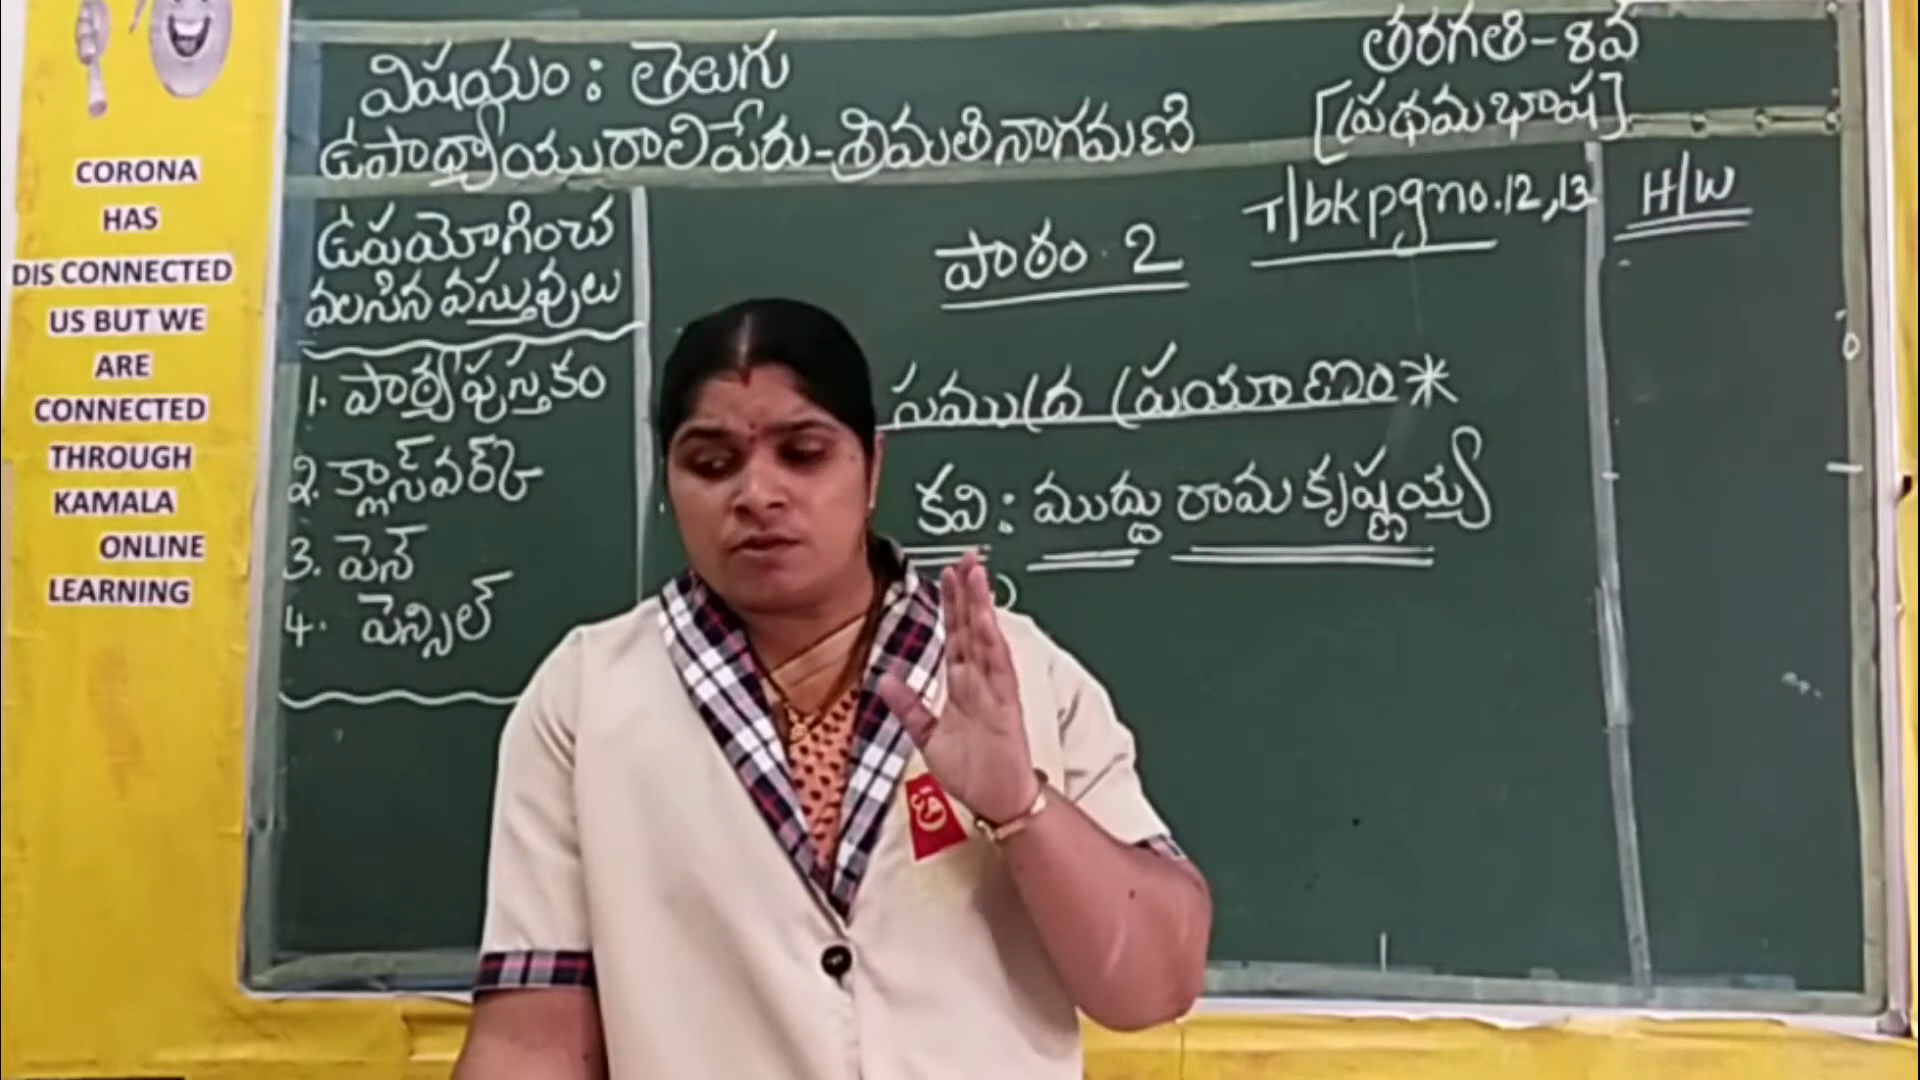 CORONA
HAS
DIS CONNECTED
US BUT WE
ARE
CONNECTED
THROUGH
KAMALA
ONLINE
LEARNING
విషయం : తెలుగు
ఉపాధ్యాయురాలిపేరు-శ్రీమతి నాగమణి
తరగతి-8వ
[ప్రథమ భాష]
ఉపయోగించ
వలసిన వస్తువులు
1. పాఠ్యపుస్తకం
2. క్లాస్ వర్క్
3. పెన్
4. పెన్సిల్
T/bk pg no. 12, 13
పాఠం. 2
సముద్ర ప్రయాణం*
కవి : ముద్దు రామకృష్ణయ్య
H/W